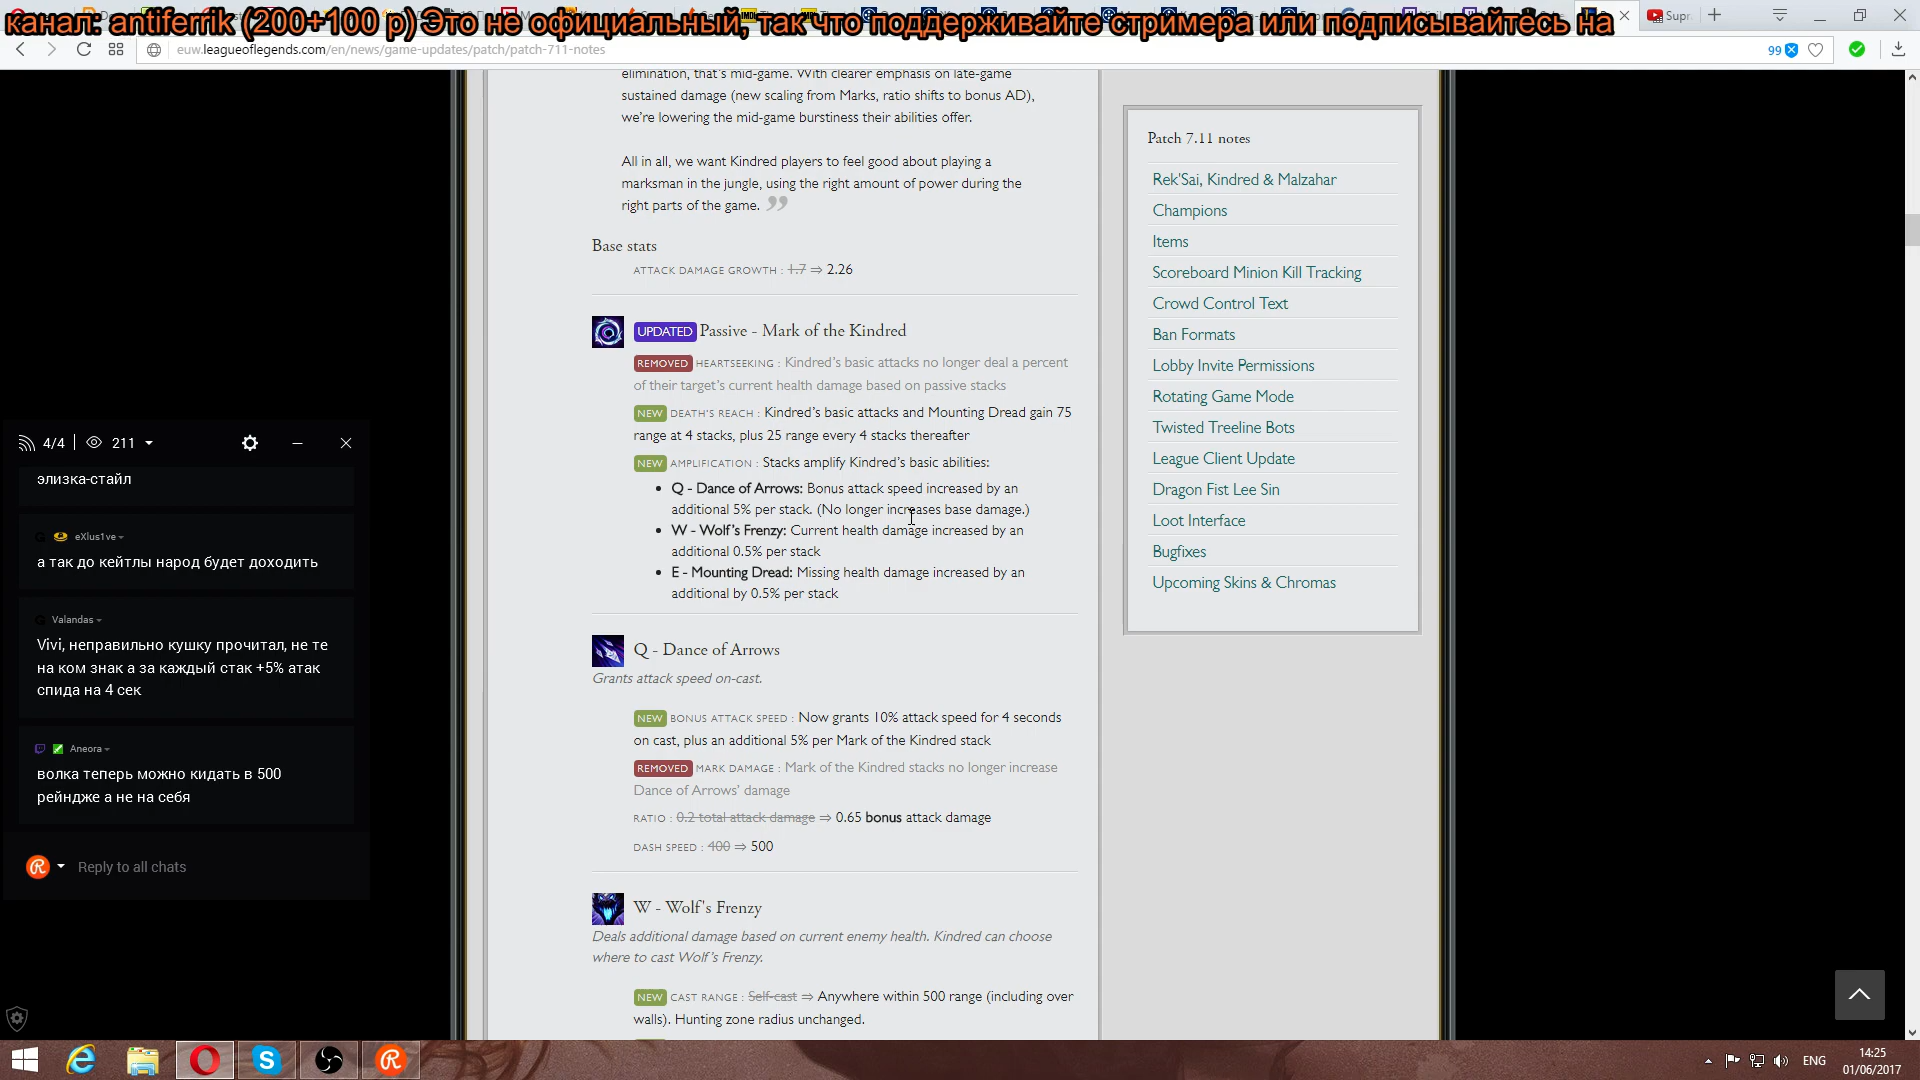 канал: antiferrik (200+100 р) Это не официальный, так что поддерживайте стримера или подписывайтесь на
Supr
euw.leagueoflegends.com/en/news/game-updates/patch/patch-711-notes
99
elimination, that's mid-game. With clearer emphasis on late-game
sustained damage (new scaling from Marks, ratio shifts to bonus AD),
we're lowering the mid-game burstiness their abilities offer.
All in all, we want Kindred players to feel good about playing a
marksman in the jungle, using the right amount of power during the
right parts of the game.
Base stats
ATTACK DAMAGE GROWTH : 1.7 ⇒ 2.26
UPDATED Passive - Mark of the Kindred
REMOVED HEARTSEEKING : Kindred's basic attacks no longer deal a percent
of their target's current health damage based on passive stacks
NEW DEATH'S REACH : Kindred's basic attacks and Mounting Dread gain 75
range at 4 stacks, plus 25 range every 4 stacks thereafter
NEW AMPLIFICATION : Stacks amplify Kindred's basic abilities:
• Q - Dance of Arrows: Bonus attack speed increased by an
additional 5% per stack. (No longer increases base damage.)
• W - Wolf's Frenzy: Current health damage increased by an
additional 0.5% per stack
• E - Mounting Dread: Missing health damage increased by an
additional by 0.5% per stack
Q - Dance of Arrows
Grants attack speed on-cast.
NEW BONUS ATTACK SPEED : Now grants 10% attack speed for 4 seconds
on cast, plus an additional 5% per Mark of the Kindred stack
REMOVED MARK DAMAGE : Mark of the Kindred stacks no longer increase
Dance of Arrows' damage
RATIO : 0.2 total attack damage ⇒ 0.65 bonus attack damage
DASH SPEED : 400 ⇒ 500
W - Wolf's Frenzy
Deals additional damage based on current enemy health. Kindred can choose
where to cast Wolf's Frenzy.
NEW CAST RANGE : Self-cast ⇒ Anywhere within 500 range (including over
walls). Hunting zone radius unchanged.
Patch 7.11 notes
Rek'Sai, Kindred & Malzahar
Champions
Items
Scoreboard Minion Kill Tracking
Crowd Control Text
Ban Formats
Lobby Invite Permissions
Rotating Game Mode
Twisted Treeline Bots
League Client Update
Dragon Fist Lee Sin
Loot Interface
Bugfixes
Upcoming Skins & Chromas
4/4 211
элизка-стайл
eXlus1ve
а так до кейтлы народ будет доходить
Valandas
Vivi, неправильно кушку прочитал, не те
на ком знак а за каждый стак +5% атак
спида на 4 сек
Aneora
волка теперь можно кидать в 500
рейндже а не на себя
Reply to all chats
ENG
14:25
01/06/2017